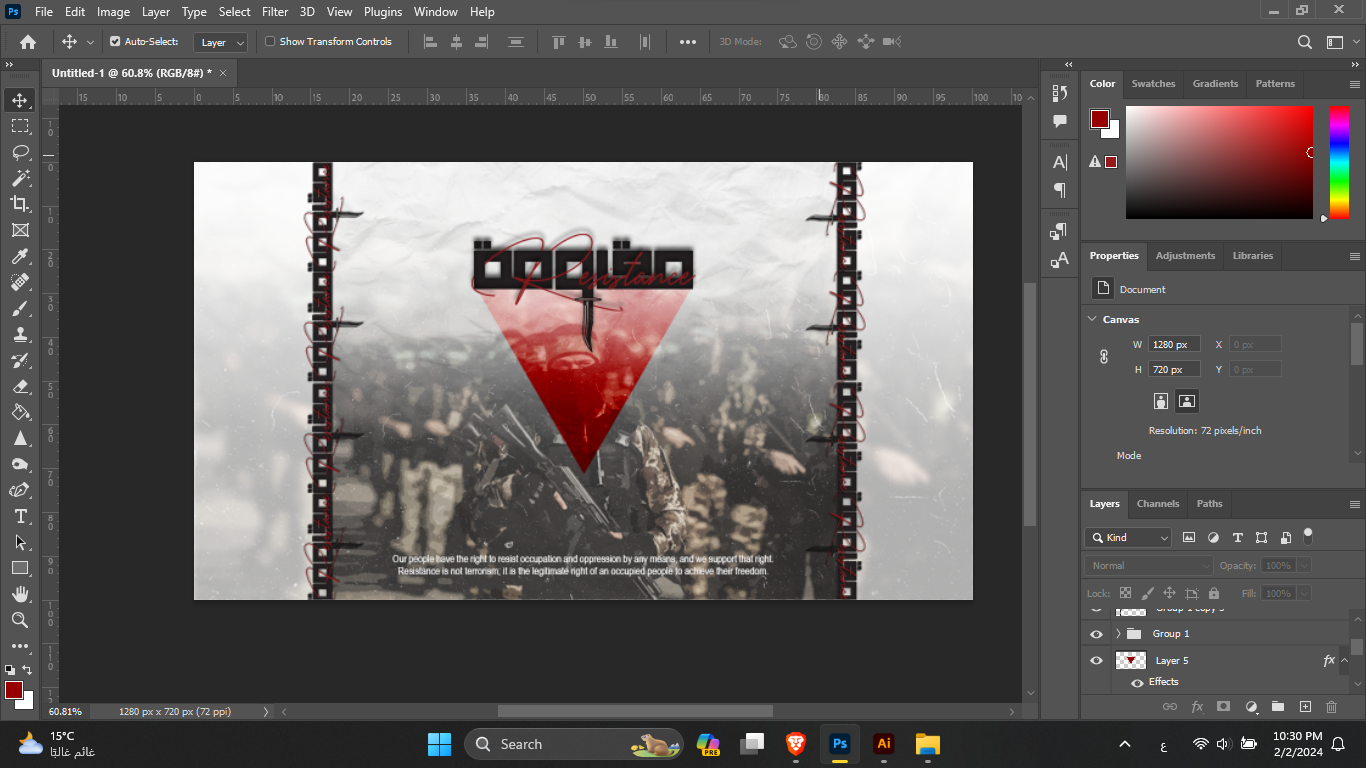 Ps File Edit Image Layer Type Select Filter 3D View Plugins Window Help
Auto-Select: Layer Show Transform Controls 3D Mode:
Untitled-1 @ 60.8% (RGB/8#) * ×
15 10 5 0 5 10 15 20 25 30 35 40 45 50 55 60 65 70 75 80 85 90 95 100
Resistance
Our people have the right to resist occupation and oppression by any means, and we support that right.
Resistance is not terrorism; it is the legitimate right of an occupied people to achieve their freedom.
Color Swatches Gradients Patterns
Properties Adjustments Libraries
Document
Canvas
W 1280 px X 0 px
H 720 px Y 0 px
Resolution: 72 pixels/inch
Mode
Layers Channels Paths
Kind
Normal Opacity: 100%
Lock: Fill: 100%
Group 1 copy 3
Group 1
Layer 5 fx
Effects
60.81% 1280 px x 720 px (72 ppi)
15°C
غائم غالبًا
Search
PRE
Ps
Ai
ع
10:30 PM
2/2/2024